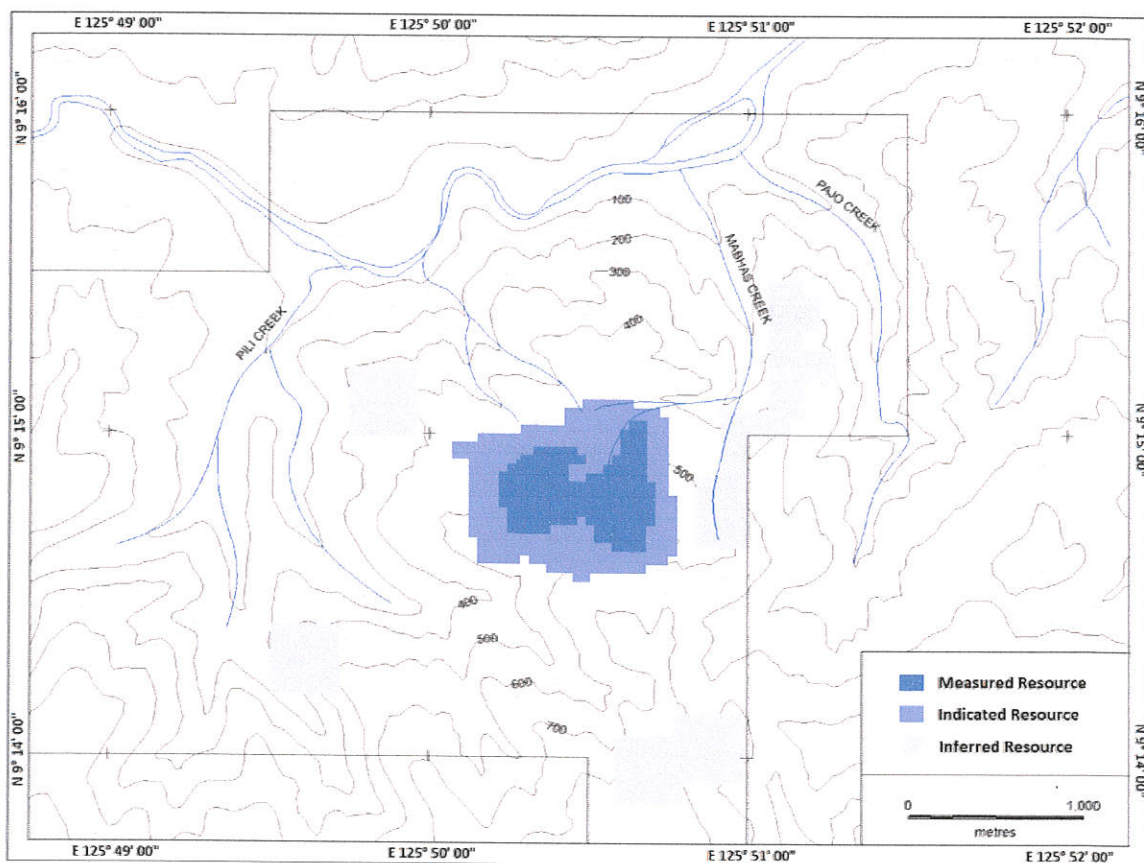 E 125° 49' 00"
E 125° 50' 00"
E 125° 51' 00"
E 125° 52' 00"
N 9° 16' 00"
N 9° 16' 00"
100
PAJO CREEK
200
MABHAS CREEK
300
PILI CREEK
400
N 9° 15' 00"
N 9° 15' 00"
500
400
500
600
700
Measured Resource
Indicated Resource
Inferred Resource
N 9° 14' 00"
N 9° 14' 00"
0 1,000
metres
E 125° 49' 00"
E 125° 50' 00"
E 125° 51' 00"
E 125° 52' 00"